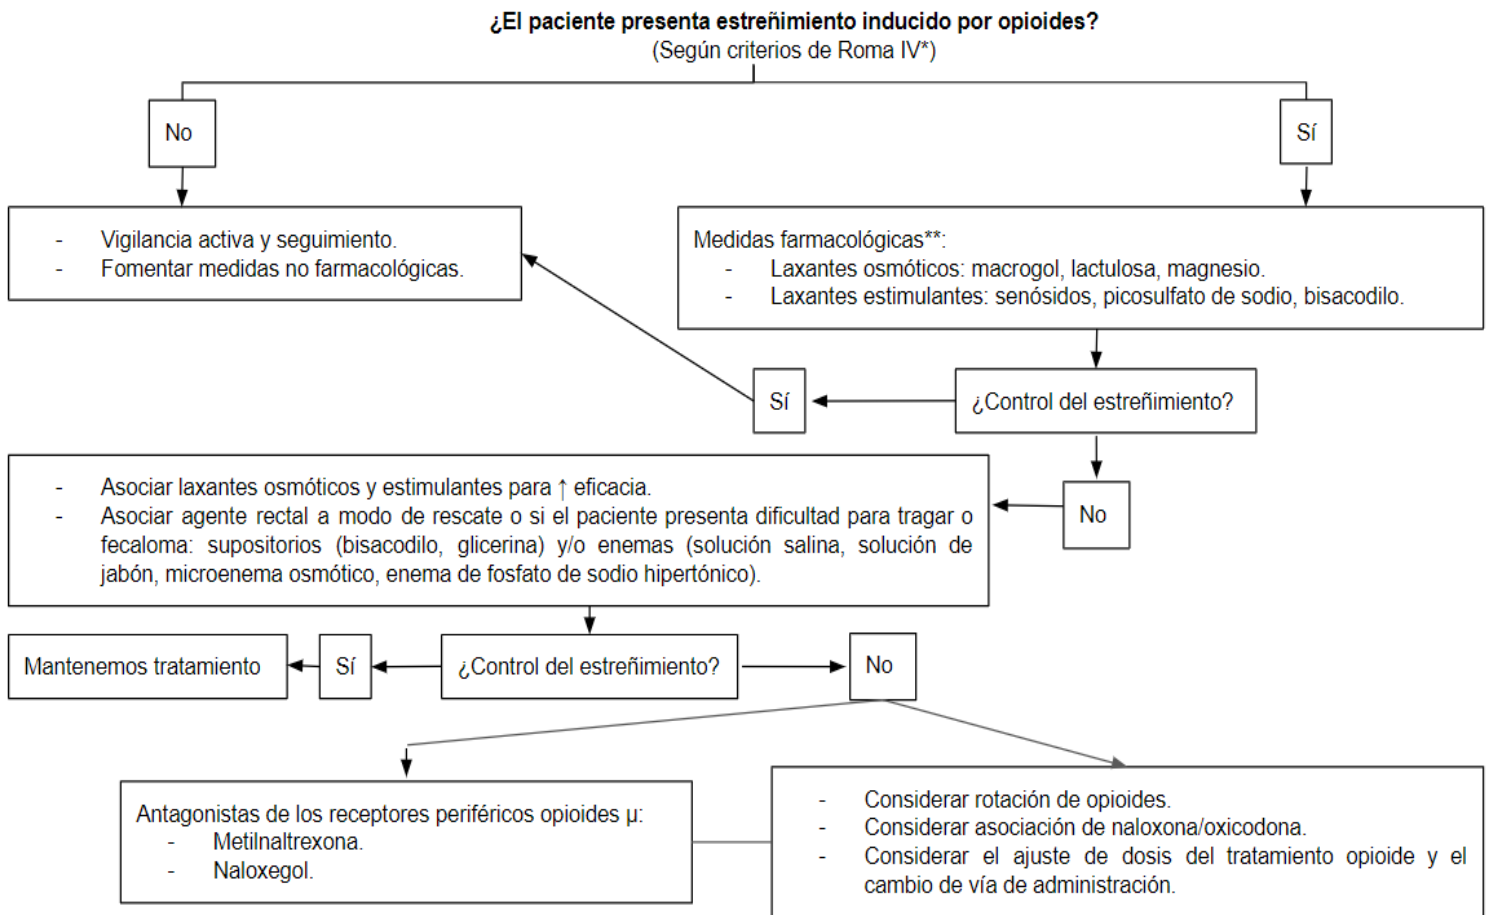 ¿El paciente presenta estreñimiento inducido por opioides?
(Según criterios de Roma IV*)
No
Sí
- Vigilancia activa y seguimiento.
- Fomentar medidas no farmacológicas.
Medidas farmacológicas**:
- Laxantes osmóticos: macrogol, lactulosa, magnesio.
- Laxantes estimulantes: senósidos, picosulfato de sodio, bisacodilo.
Sí
¿Control del estreñimiento?
No
- Asociar laxantes osmóticos y estimulantes para ↑ eficacia.
- Asociar agente rectal a modo de rescate o si el paciente presenta dificultad para tragar o
fecaloma: supositorios (bisacodilo, glicerina) y/o enemas (solución salina, solución de
jabón, microenema osmótico, enema de fosfato de sodio hipertónico).
Mantenemos tratamiento
Sí
¿Control del estreñimiento?
No
Antagonistas de los receptores periféricos opioides μ:
- Metilnaltrexona.
- Naloxegol.
- Considerar rotación de opioides.
- Considerar asociación de naloxona/oxicodona.
- Considerar el ajuste de dosis del tratamiento opioide y el
cambio de vía de administración.